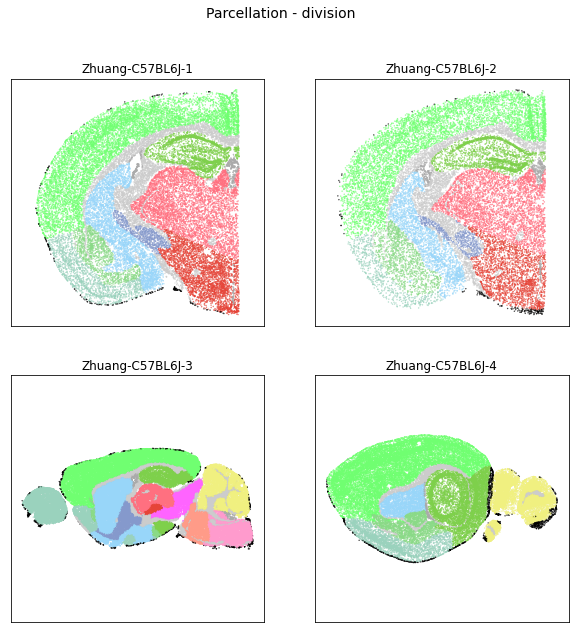 Parcellation - division
Zhuang-C57BL6J-1
Zhuang-C57BL6J-2
Zhuang-C57BL6J-3
Zhuang-C57BL6J-4